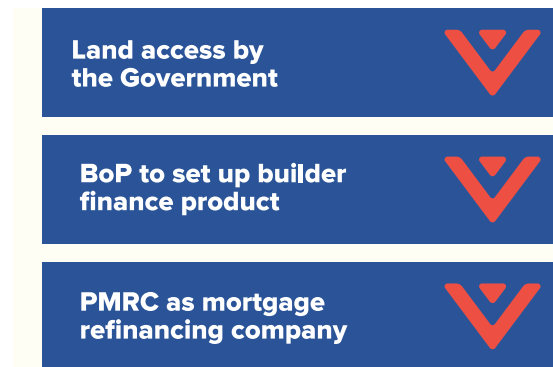 Land access by
the Government
BoP to set up builder
finance product
PMRC as mortgage
refinancing company